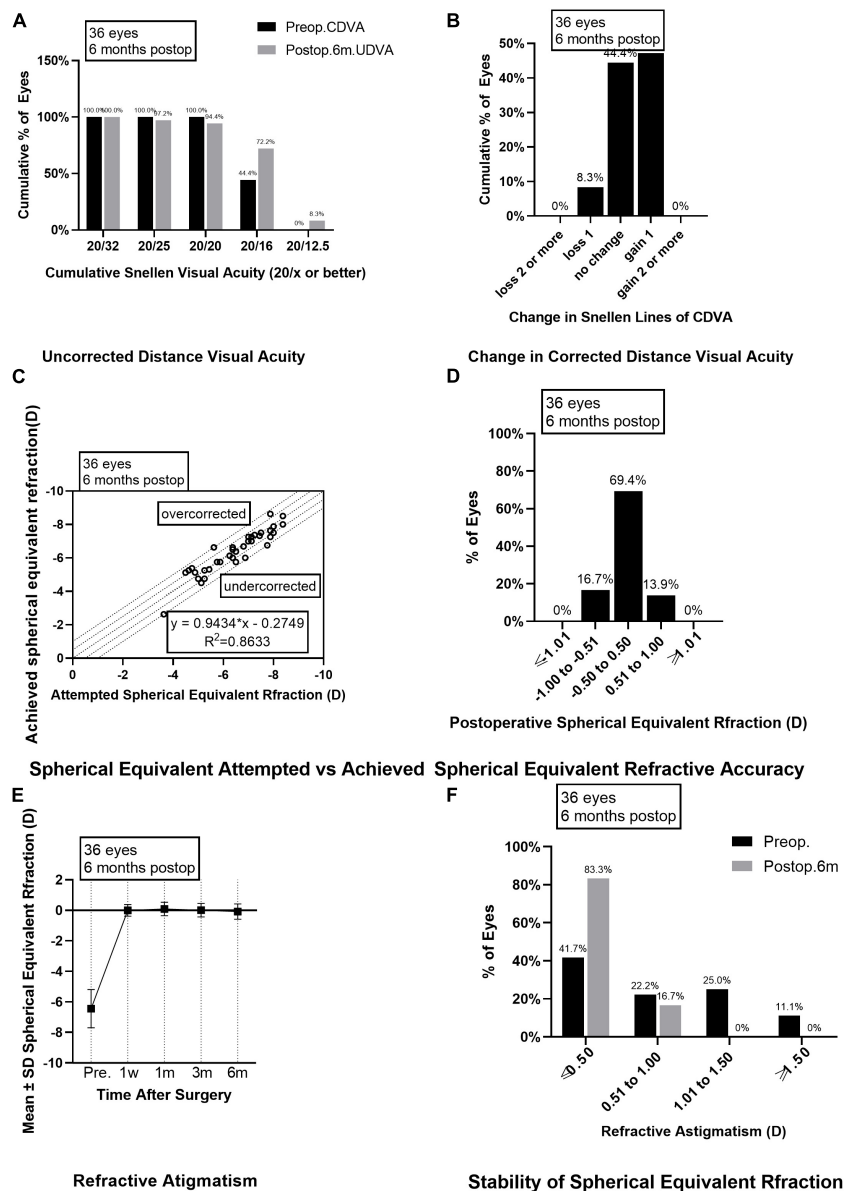 A
36 eyes
6 months postop
Preop.CDVA
Postop.6m.UDVA
Cumulative % of Eyes
150%
100%
50%
0%
100.0%
100.0%
100.0%
97.2%
100.0%
94.4%
44.4%
72.2%
0%
8.3%
20/32
20/25
20/20
20/16
20/12.5
Cumulative Snellen Visual Acuity (20/x or better)
Uncorrected Distance Visual Acuity
B
36 eyes
6 months postop
Cumulative % of Eyes
50%
40%
30%
20%
10%
0%
0%
8.3%
44.4%
0%
loss 2 or more
loss 1
no change
gain 1
gain 2 or more
Change in Snellen Lines of CDVA
Change in Corrected Distance Visual Acuity
C
36 eyes
6 months postop
Achieved spherical equivalent refraction(D)
-10
-8
-6
-4
-2
0
overcorrected
undercorrected
y = 0.9434*x - 0.2749
R²=0.8633
0
-2
-4
-6
-8
-10
Attempted Spherical Equivalent Rfraction (D)
Spherical Equivalent Attempted vs Achieved
D
36 eyes
6 months postop
% of Eyes
100%
80%
60%
40%
20%
0%
0%
16.7%
69.4%
13.9%
0%
⩽1.01
-1.00 to -0.51
-0.50 to 0.50
0.51 to 1.00
⩾1.01
Postoperative Spherical Equivalent Rfraction (D)
Spherical Equivalent Refractive Accuracy
E
36 eyes
6 months postop
Mean ± SD Spherical Equivalent Rfraction (D)
2
0
-2
-4
-6
-8
-10
Pre.
1w
1m
3m
6m
Time After Surgery
Refractive Atigmatism
F
36 eyes
6 months postop
Preop.
Postop.6m
% of Eyes
100%
80%
60%
40%
20%
0%
41.7%
83.3%
22.2%
16.7%
25.0%
0%
11.1%
0%
⩽0.50
0.51 to 1.00
1.01 to 1.50
⩾1.50
Refractive Astigmatism (D)
Stability of Spherical Equivalent Rfraction